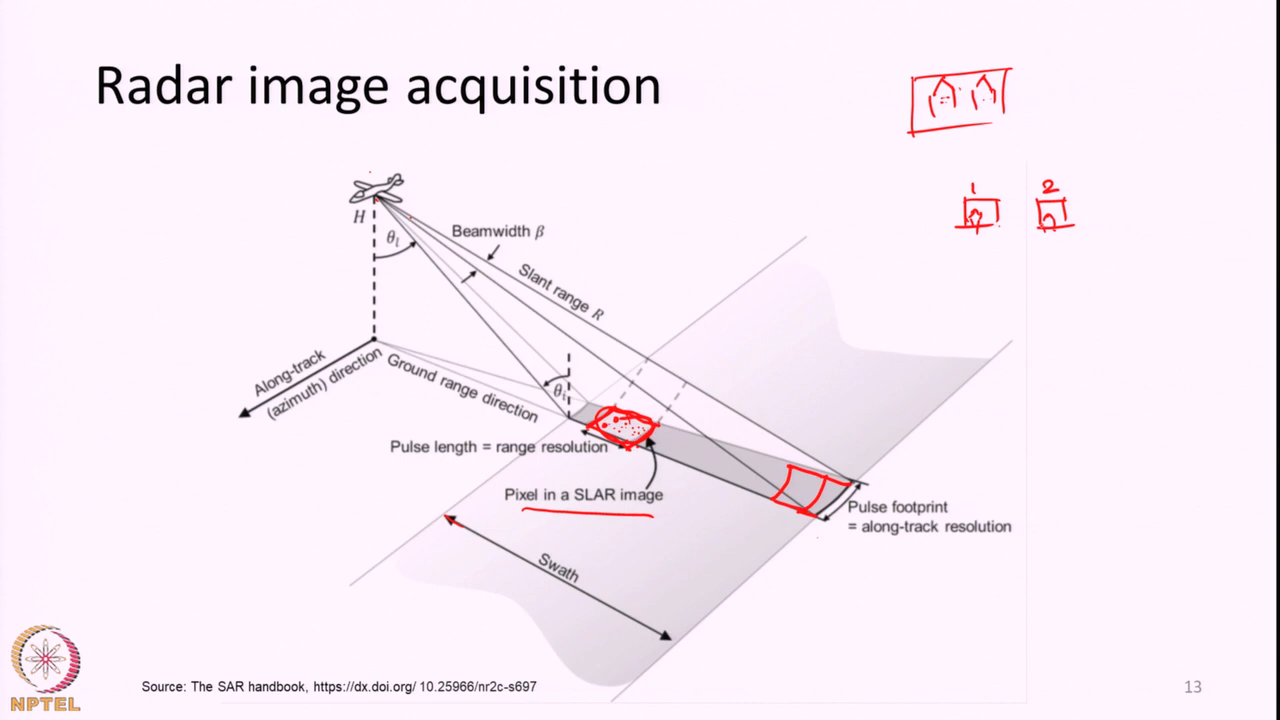 Radar image acquisition
1 2
H
θl
Beamwidth β
Slant range R
Along-track
(azimuth) direction
Ground range direction
θi
Pulse length = range resolution
Pixel in a SLAR image
Pulse footprint
= along-track resolution
Swath
NPTEL
Source: The SAR handbook, https://dx.doi.org/ 10.25966/nr2c-s697
13